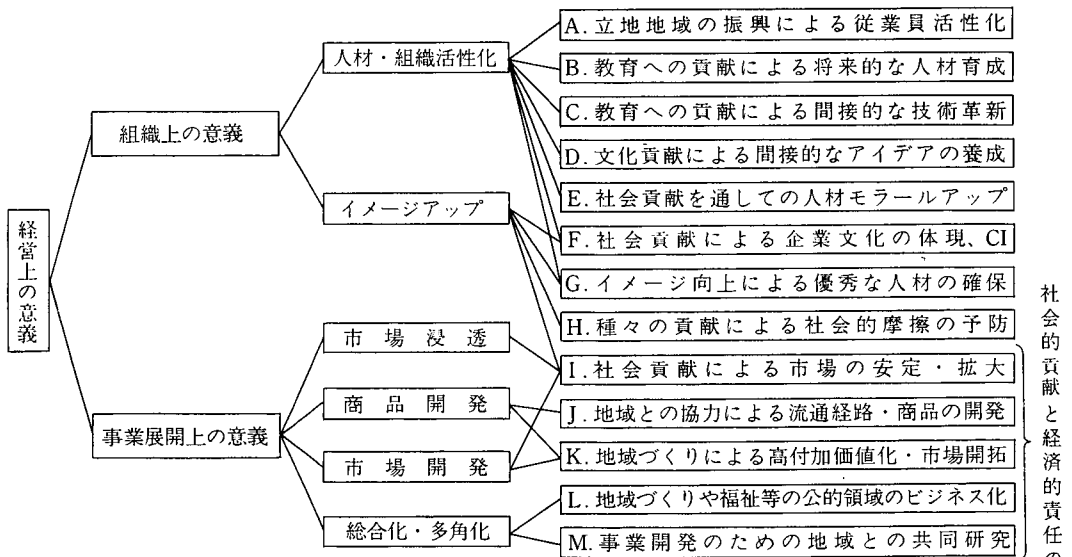 経営上の意義
組織上の意義
事業展開上の意義
人材・組織活性化
イメージアップ
市場浸透
商品開発
市場開発
総合化・多角化
A.立地地域の振興による従業員活性化
B.教育への貢献による将来的な人材育成
C.教育への貢献による間接的な技術革新
D.文化貢献による間接的なアイデアの養成
E.社会貢献を通しての人材モラールアップ
F.社会貢献による企業文化の体現、CI
G.イメージ向上による優秀な人材の確保
H.種々の貢献による社会的摩擦の予防
I.社会貢献による市場の安定・拡大
J.地域との協力による流通経路・商品の開発
K.地域づくりによる高付加価値化・市場開拓
L.地域づくりや福祉等の公的領域のビジネス化
M.事業開発のための地域との共同研究
社会的貢献と経済的責任の